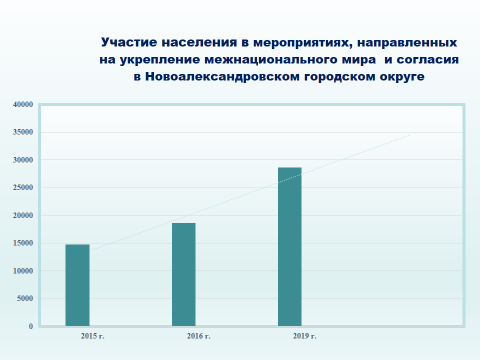 Участие населения в мероприятиях, направленных
на укрепление межнационального мира и согласия
в Новоалександровском городском округе
40000
35000
30000
25000
20000
15000
10000
5000
0
2015 г.
2016 г.
2019 г.